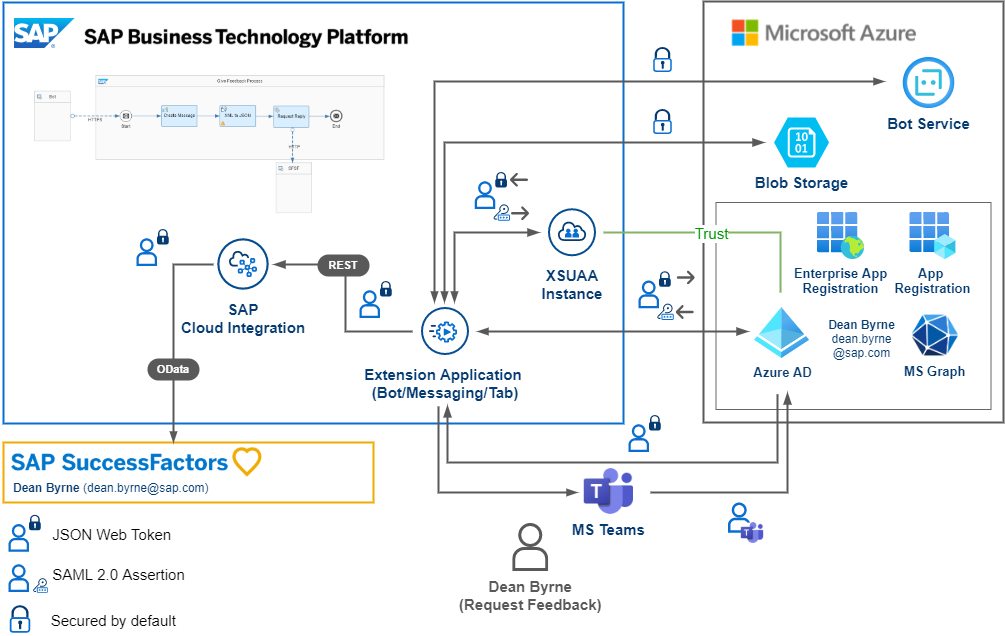 SAP
SAP Business Technology Platform
Microsoft Azure
Give Feedback Process
Bot
HTTPS
Start
Create Message
XML to JSON
Request Reply
End
HTTP
SFSF
Bot Service
Blob Storage
Trust
XSUAA
Instance
REST
SAP
Cloud Integration
Enterprise App
Registration
App
Registration
Dean Byrne
dean.byrne
@sap.com
Azure AD
MS Graph
OData
Extension Application
(Bot/Messaging/Tab)
SAP SuccessFactors
Dean Byrne (dean.byrne@sap.com)
T
MS Teams
T
JSON Web Token
SAML 2.0 Assertion
Secured by default
Dean Byrne
(Request Feedback)
10
01